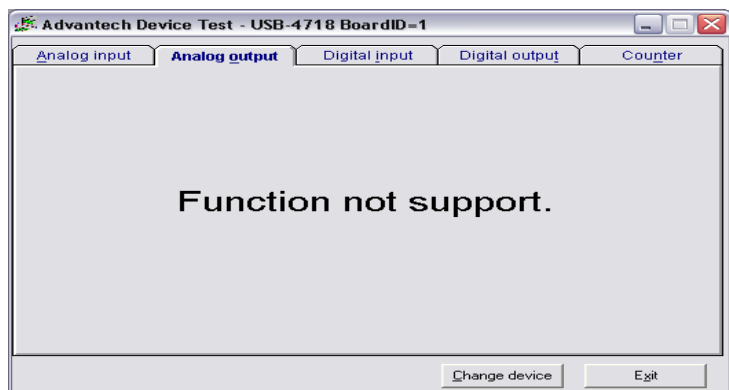 Advantech Device Test - USB-4718 BoardID=1
Analog input Analog output Digital input Digital output Counter
Function not support.
Change device Exit